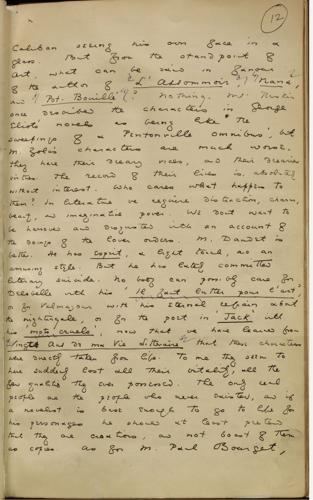 12
Caliban seeing his own face in a
glass. But from the standpoint of
art, what can be said in favour
of the author of "L'Assommoir", "Nana",
and "Pot-Bouille"? Nothing. Mr Ruskin
once described the characters in George
Eliot's novels as being like "the
sweepings of a Pentonville omnibus", but
M. Zola's characters are much worse.
They have their dreary vices, and their drearier
virtues. The record of their lives is absolutely
without interest. Who cares what happens to
them? In literature we require distinction, charm,
beauty, and imaginative power. We don't want to
be harrowed and disgusted with an account of
the doings of the lower orders. M. Daudet is
better. He has esprit, a light touch, and an
amusing style. But he has lately committed
literary suicide. Nobody can possibly care for
Delobelle with his "Il faut lutter pour l'art",
or for Valmajour with his eternal refrain about
the nightingale, or for the poet in "Jack" with
his "mots cruels", now that we have learned from
"Vingt Ans de ma Vie littéraire" that these characters
were directly taken from life. To me they seem to
have suddenly lost all their vitality, all the
few qualities they ever possessed. The only real
people are the people who never existed, and if
a novelist is base enough to go to life for
his personages he should at least pretend
that they are creations, and not boast of them
as copies. As for M. Paul Bourget,